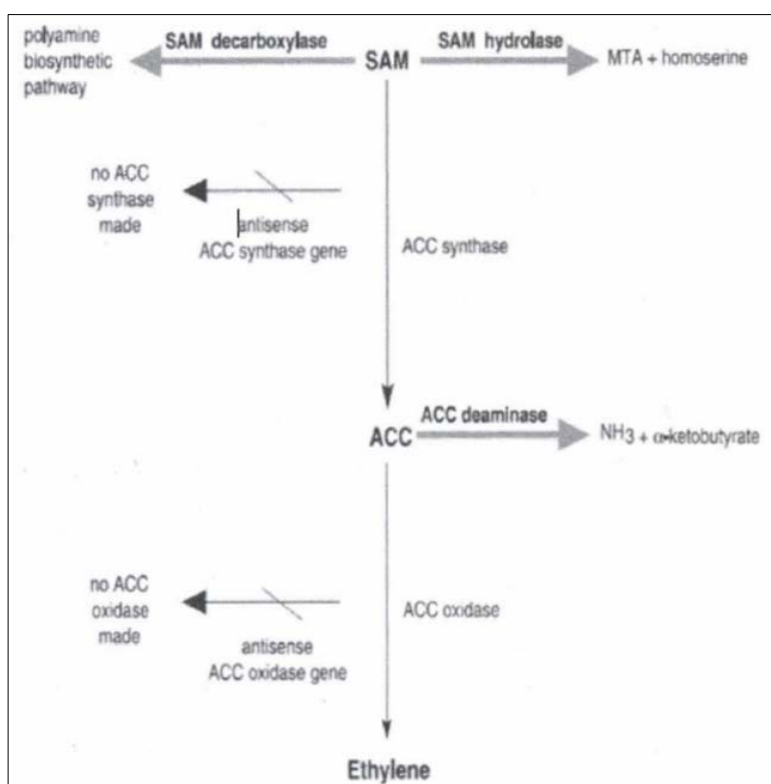 polyamine
biosynthetic
pathway
SAM decarboxylase
SAM
SAM hydrolase
MTA + homoserine
no ACC
synthase
made
antisense
ACC synthase gene
ACC synthase
ACC
ACC deaminase
NH3 + α-ketobutyrate
no ACC
oxidase
made
antisense
ACC oxidase gene
ACC oxidase
Ethylene